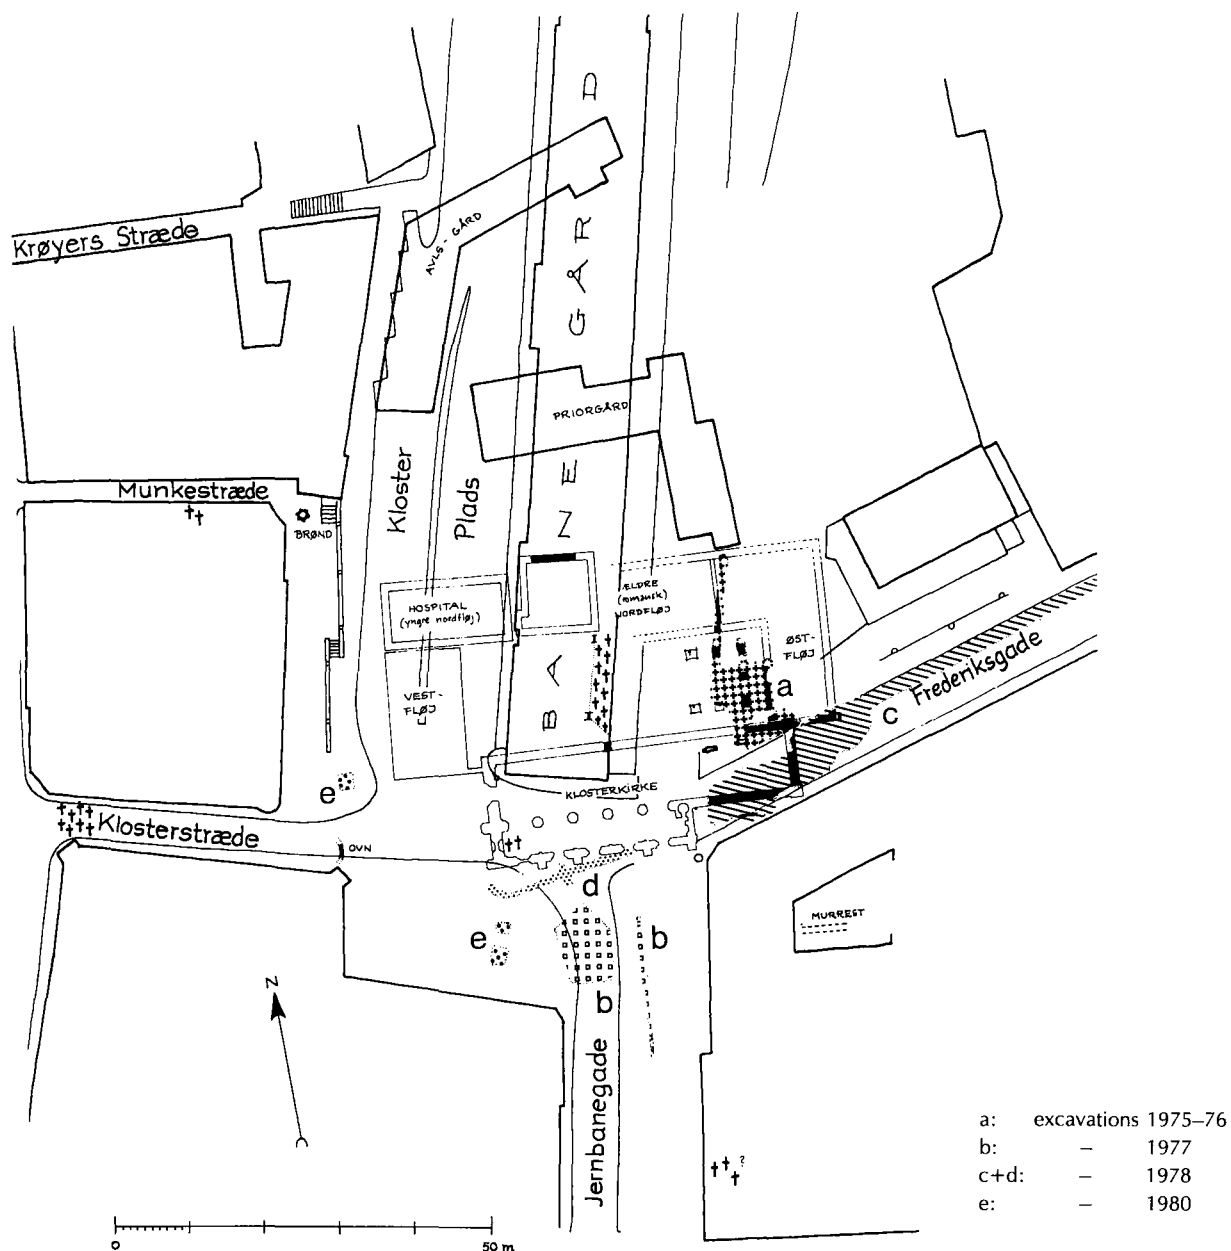 Krøyers Stræde
AVLS-GÅRD
BANEGÅRD
PRIORGÅRD
Kloster
Plads
Munkestræde
BRØND
HOSPITAL
(yngre nordfløj)
ÆLDRE
(romansk)
NORDFLØJ
ØST-
FLØJ
VEST-
FLØJ
a
c
Frederiksgade
KLOSTERKIRKE
e
Klosterstræde
OVN
d
e
b
b
MURREST
N
Jernbanegade
?
0
50 m
a: excavations 1975–76
b: – 1977
c+d: – 1978
e: – 1980